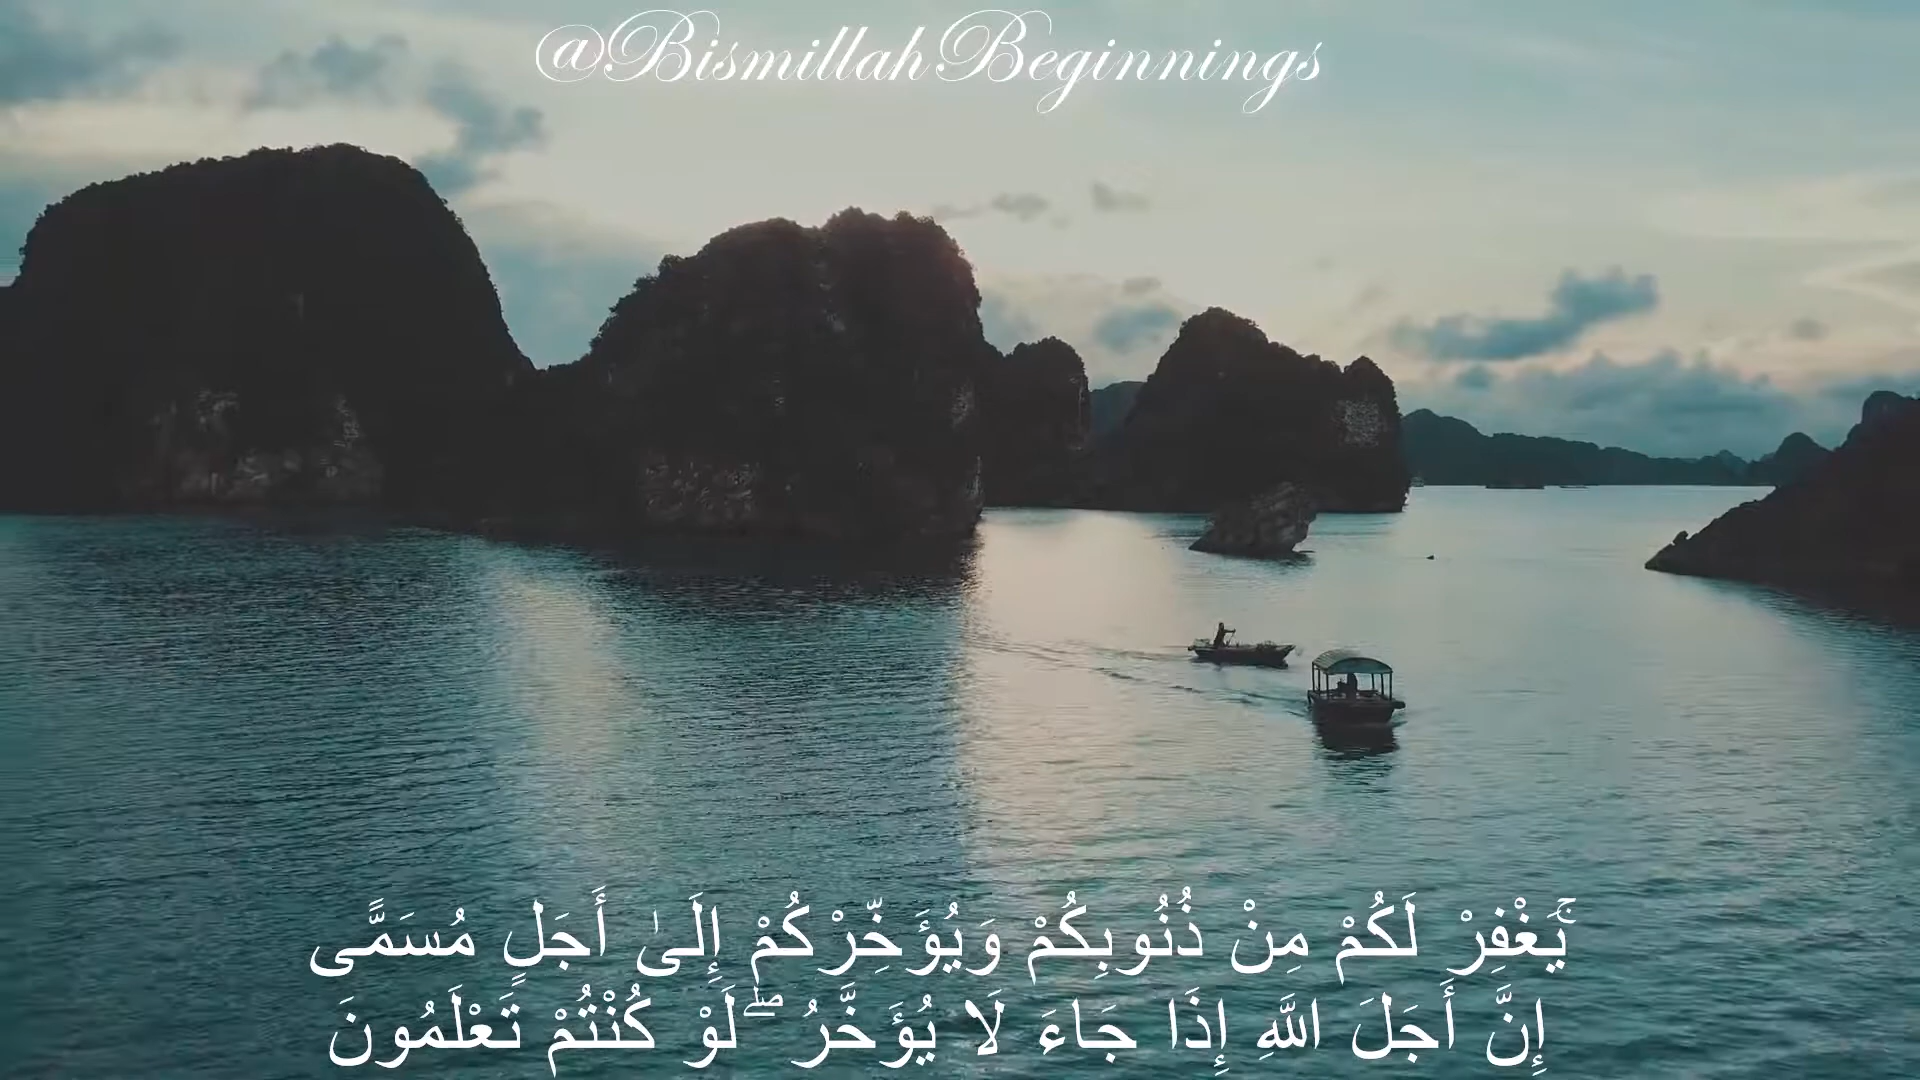 @BismillahBeginnings
يَغْفِرْ لَكُمْ مِنْ ذُنُوبِكُمْ وَيُؤَخِّرْكُمْ إِلَىٰ أَجَلٍ مُسَمًّى ۚ
إِنَّ أَجَلَ اللَّهِ إِذَا جَاءَ لَا يُؤَخَّرُ ۖ لَوْ كُنْتُمْ تَعْلَمُونَ